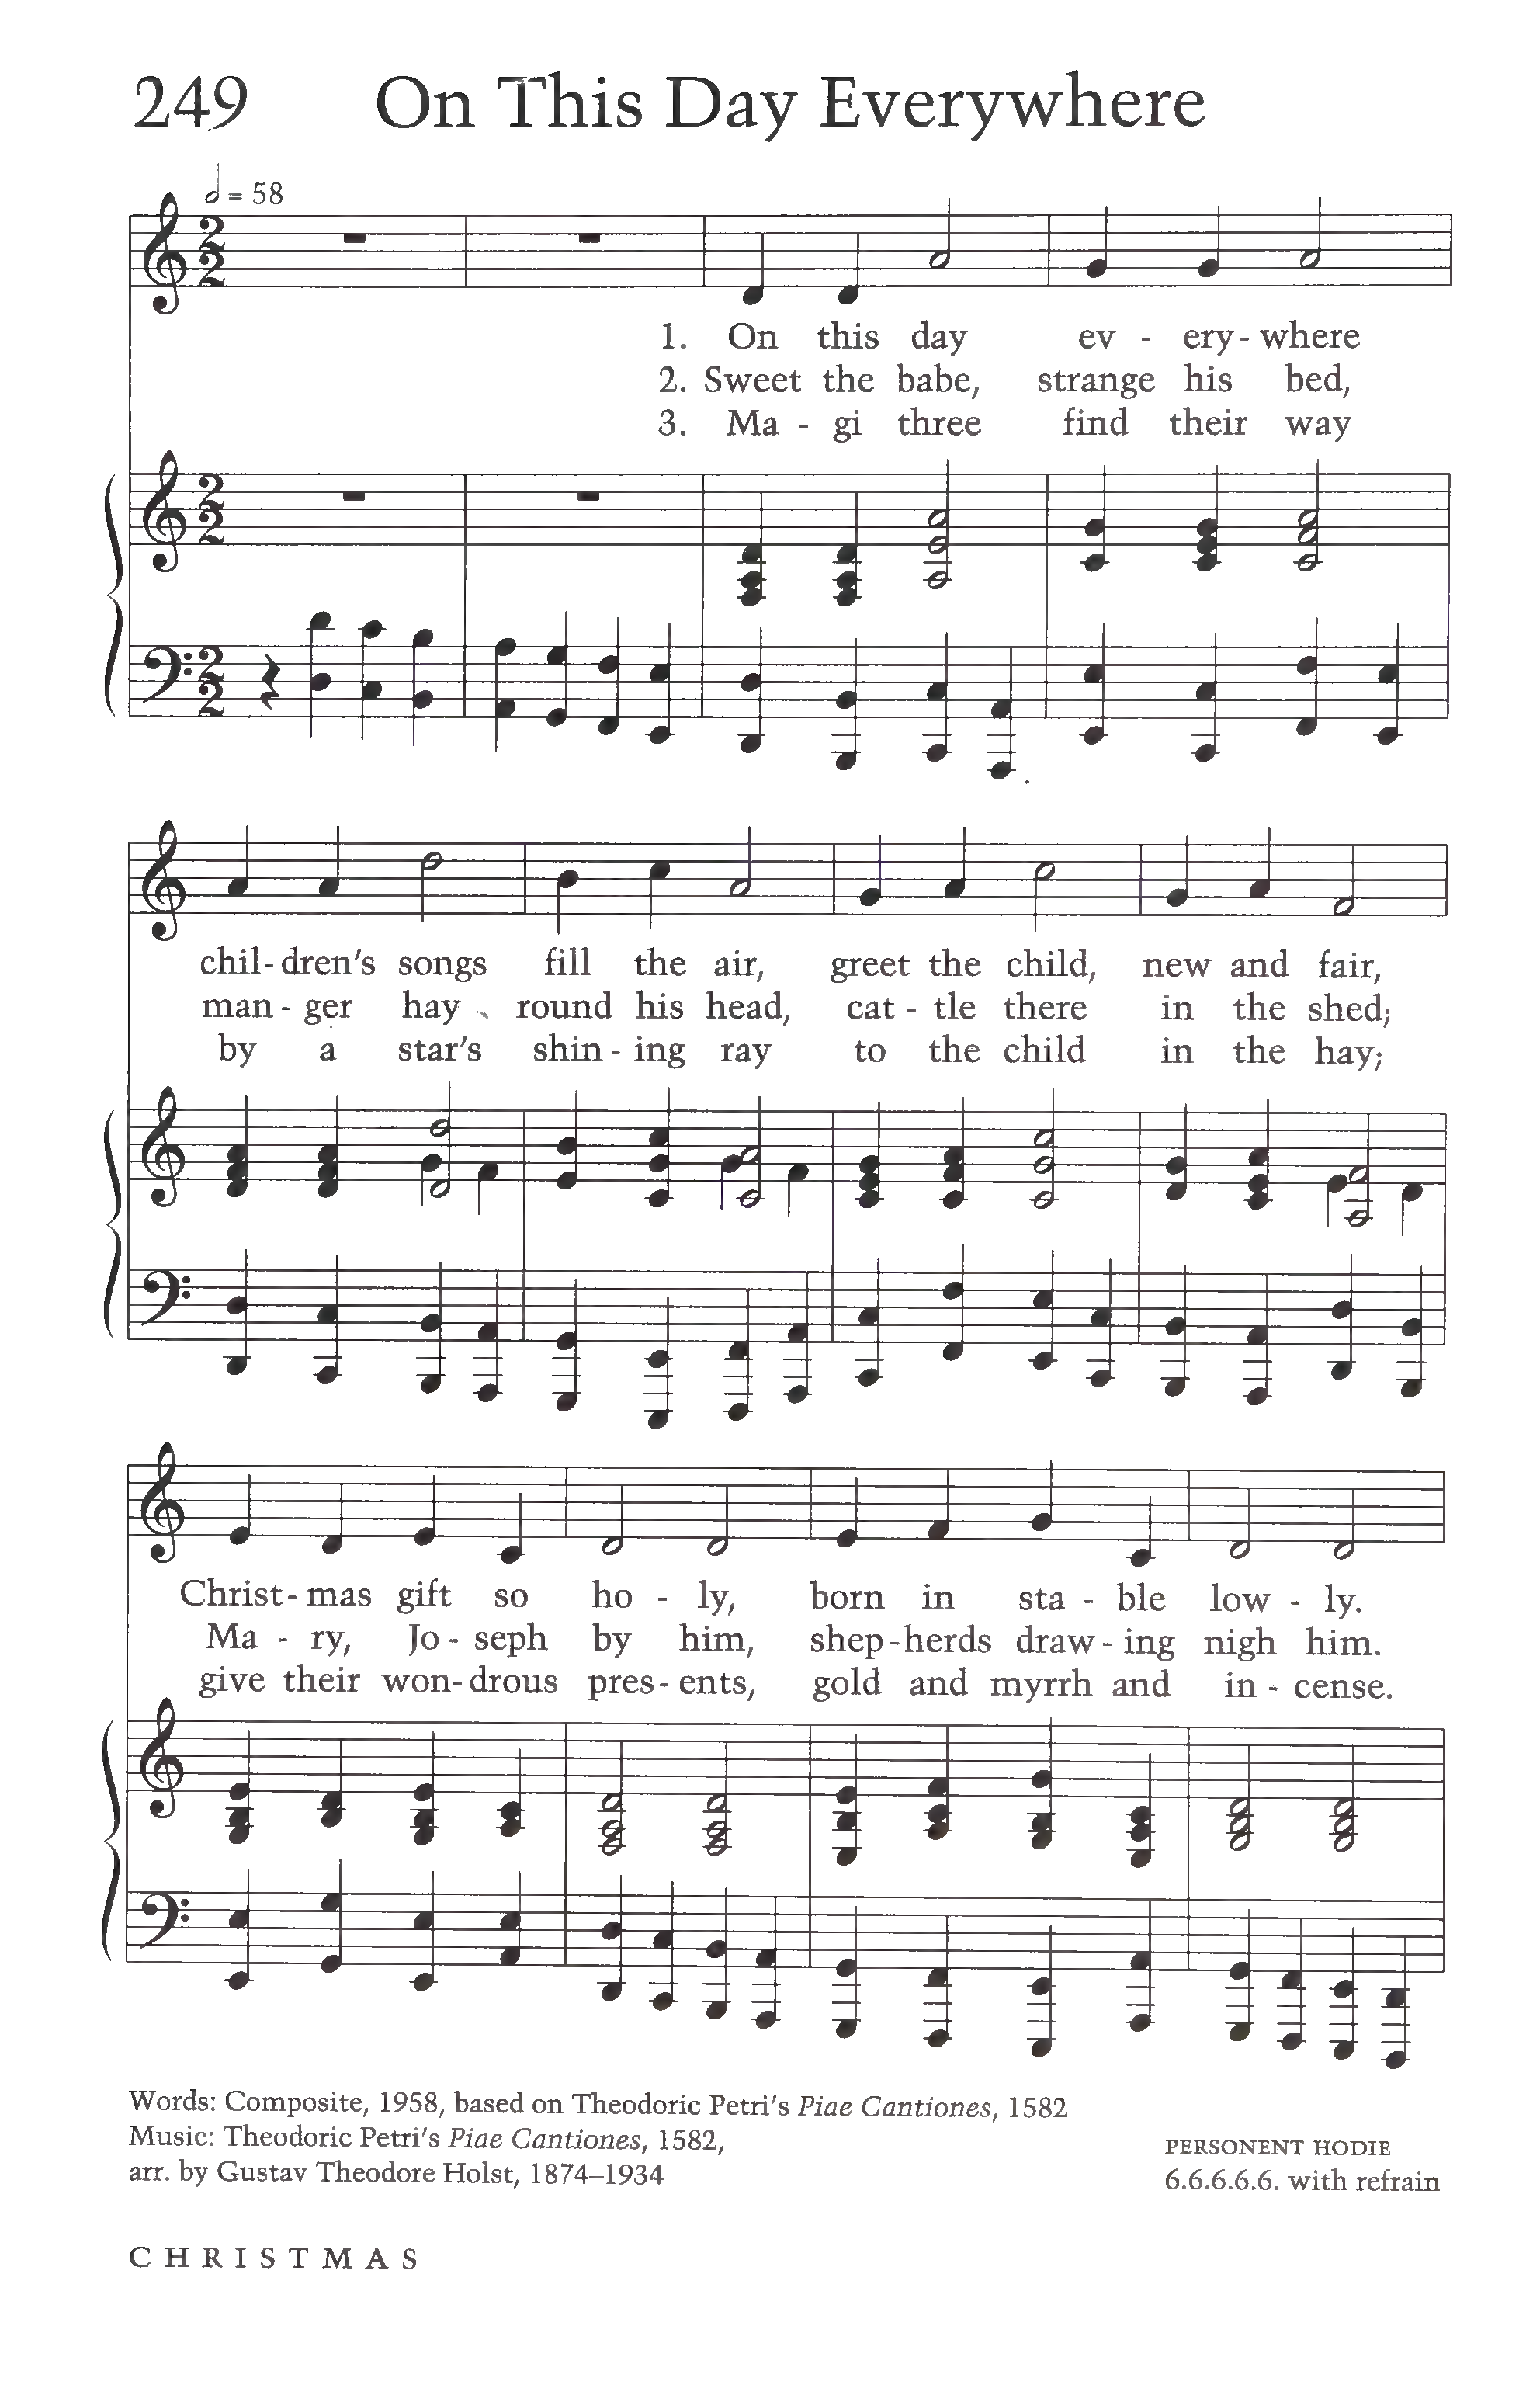 249 On This Day Everywhere
= 58
1. On this day ev - ery - where
2. Sweet the babe, strange his bed,
3. Ma - gi three find their way
chil - dren's songs fill the air, greet the child, new and fair,
man - ger hay round his head, cat - tle there in the shed;
by a star's shin - ing ray to the child in the hay;
Christ - mas gift so ho - ly, born in sta - ble low - ly.
Ma - ry, Jo - seph by him, shep - herds draw - ing nigh him.
give their won - drous pres - ents, gold and myrrh and in - cense.
Words: Composite, 1958, based on Theodoric Petri's Piae Cantiones, 1582
Music: Theodoric Petri's Piae Cantiones, 1582,
arr. by Gustav Theodore Holst, 1874–1934
PERSONENT HODIE
6.6.6.6.6. with refrain
CHRISTMAS